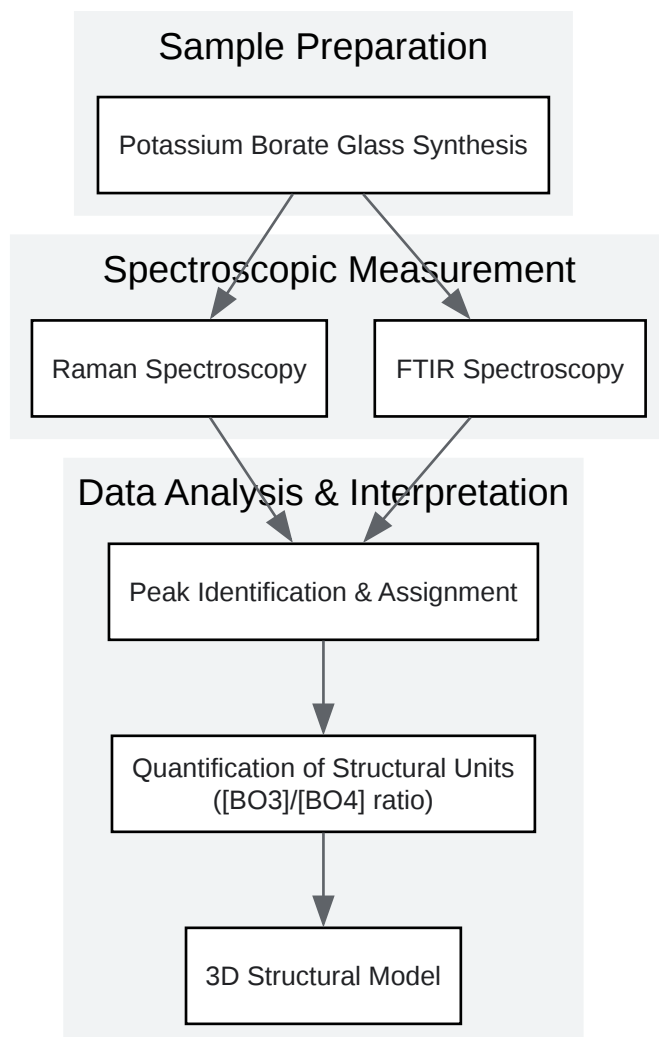 Sample Preparation
Potassium Borate Glass Synthesis
Spectroscopic Measurement
Raman Spectroscopy
FTIR Spectroscopy
Data Analysis & Interpretation
Peak Identification & Assignment
Quantification of Structural Units
([BO3]/[BO4] ratio)
3D Structural Model